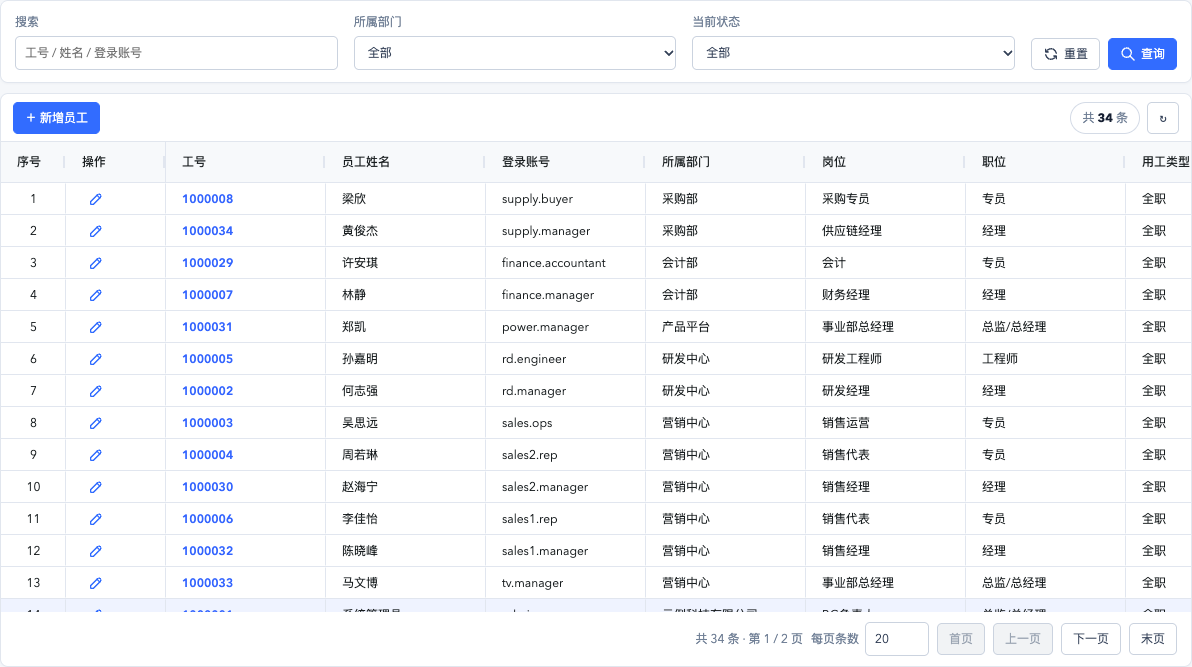 搜索 所属部门 当前状态
工号 / 姓名 / 登录账号 全部 全部 重置 查询
+ 新增员工 共 34 条
序号 操作 工号 员工姓名 登录账号 所属部门 岗位 职位 用工类型
1 1000008 梁欣 supply.buyer 采购部 采购专员 专员 全职
2 1000034 黄俊杰 supply.manager 采购部 供应链经理 经理 全职
3 1000029 许安琪 finance.accountant 会计部 会计 专员 全职
4 1000007 林静 finance.manager 会计部 财务经理 经理 全职
5 1000031 郑凯 power.manager 产品平台 事业部总经理 总监/总经理 全职
6 1000005 孙嘉明 rd.engineer 研发中心 研发工程师 工程师 全职
7 1000002 何志强 rd.manager 研发中心 研发经理 经理 全职
8 1000003 吴思远 sales.ops 营销中心 销售运营 专员 全职
9 1000004 周若琳 sales2.rep 营销中心 销售代表 专员 全职
10 1000030 赵海宁 sales2.manager 营销中心 销售经理 经理 全职
11 1000006 李佳怡 sales1.rep 营销中心 销售代表 专员 全职
12 1000032 陈晓峰 sales1.manager 营销中心 销售经理 经理 全职
13 1000033 马文博 tv.manager 营销中心 事业部总经理 总监/总经理 全职
共 34 条 · 第 1 / 2 页 每页条数 20 首页 上一页 下一页 末页